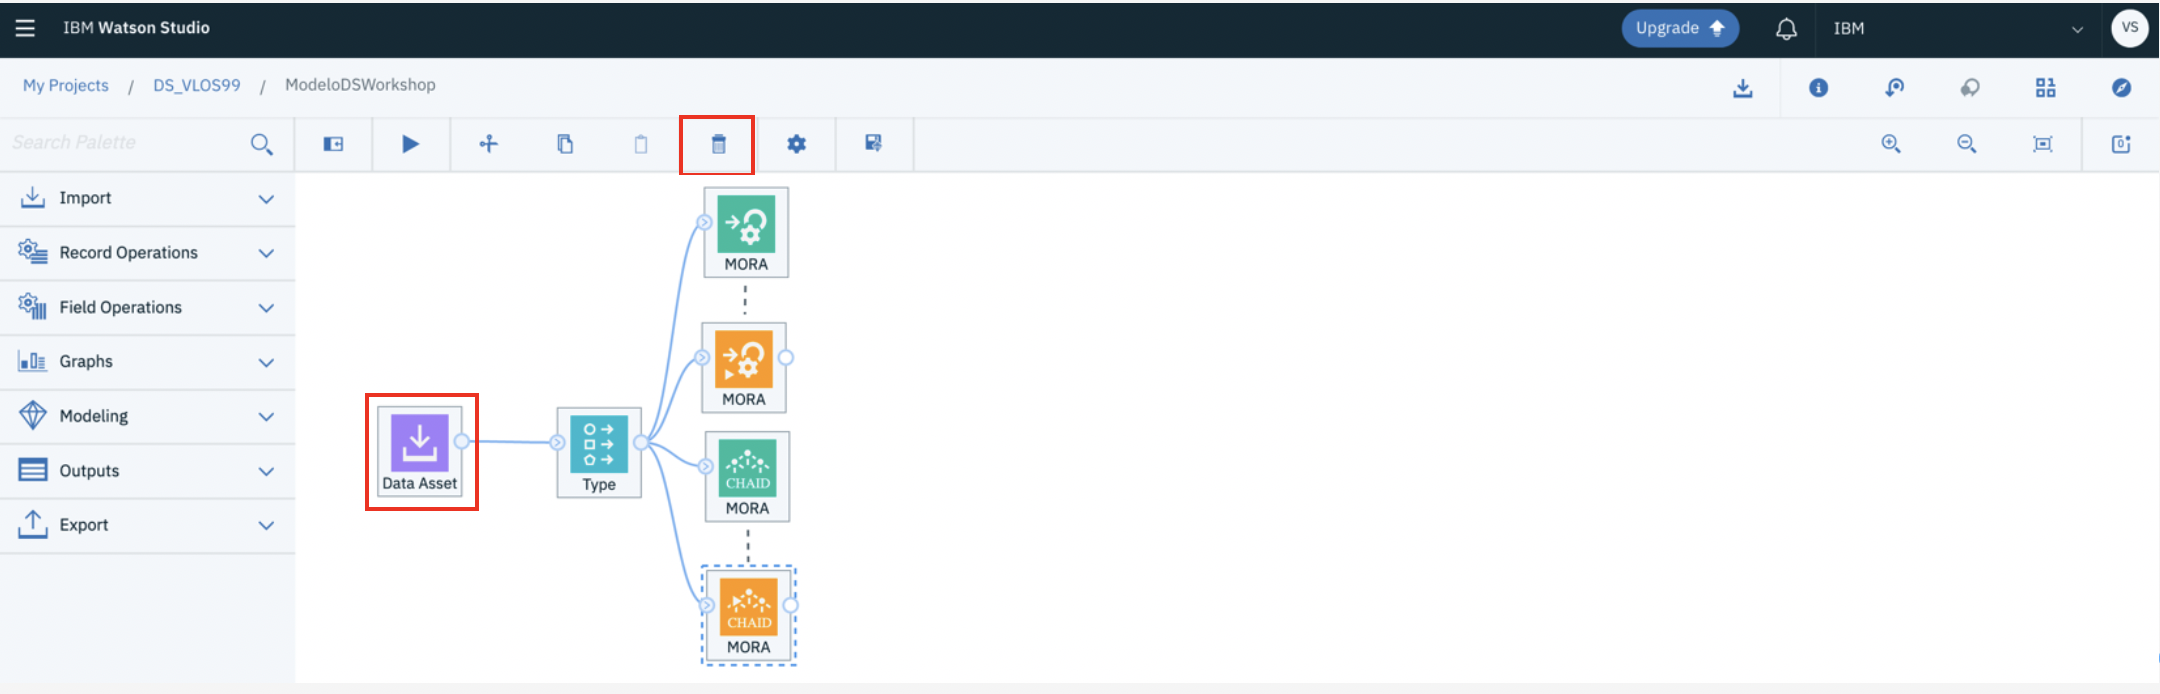 IBM Watson Studio
Upgrade
IBM
VS
My Projects / DS_VLOS99 / ModeloDSWorkshop
Search Palette
Import
Record Operations
Field Operations
Graphs
Modeling
Outputs
Export
MORA
MORA
Data Asset
Type
CHAID
MORA
CHAID
MORA